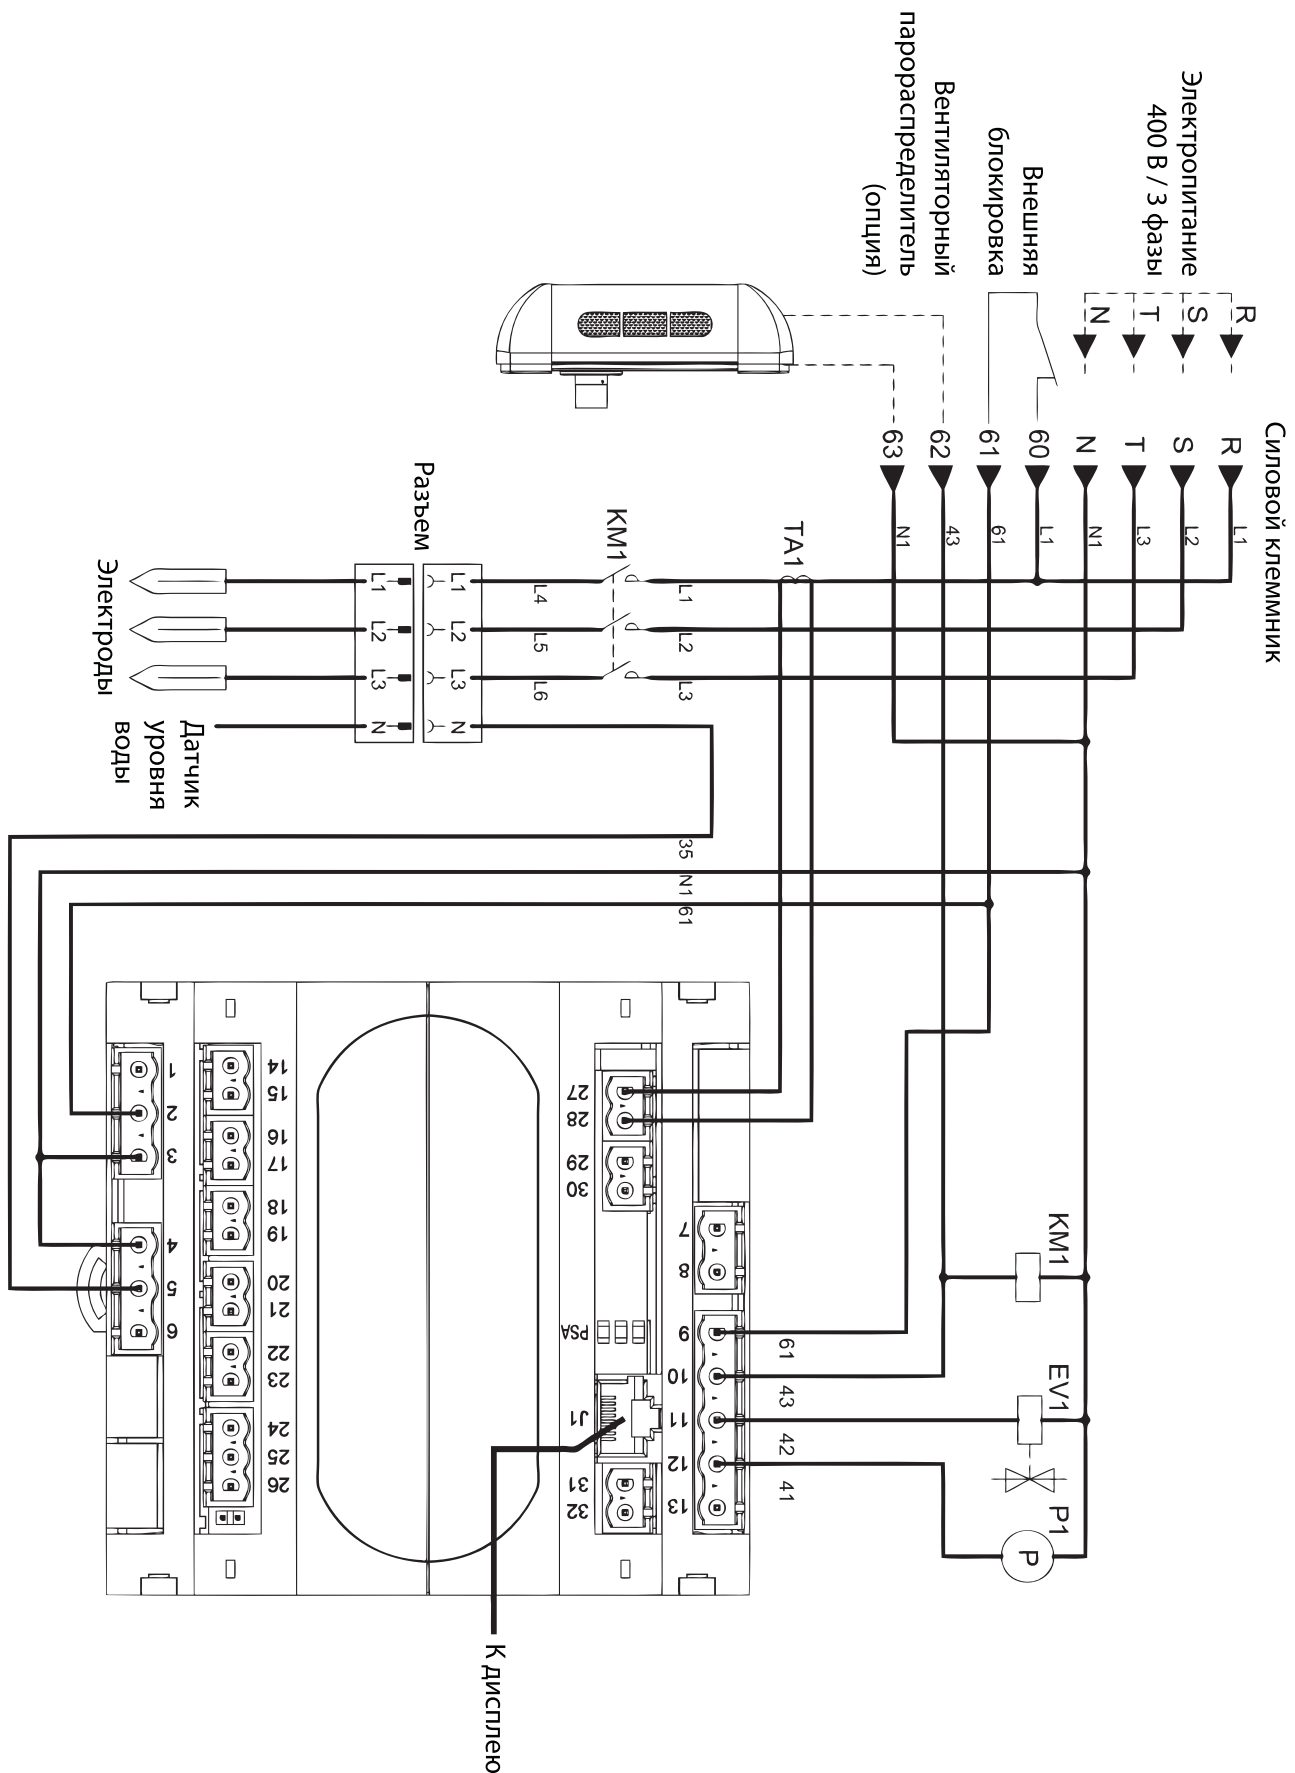 Электропитание
400 В / 3 фазы
Внешняя
блокировка
Вентиляторный
парораспределитель
(опция)
R
S
T
N
Силовой клеммник
R
S
T
N
60
61
62
63
L1
L2
L3
N1
L1
61
43
N1
TA1
KM1
L1
L2
L3
L4
L5
L6
Разъем
L1
L2
L3
N
L1
L2
L3
N
Электроды
Датчик
уровня
воды
35
N1
61
KM1
EV1
P1
P
61
43
42
41
7
8
9
10
11
12
13
27
28
29
30
PSA
J1
31
32
14
15
16
17
18
19
20
21
22
23
24
25
26
1
2
3
4
5
6
К дисплею